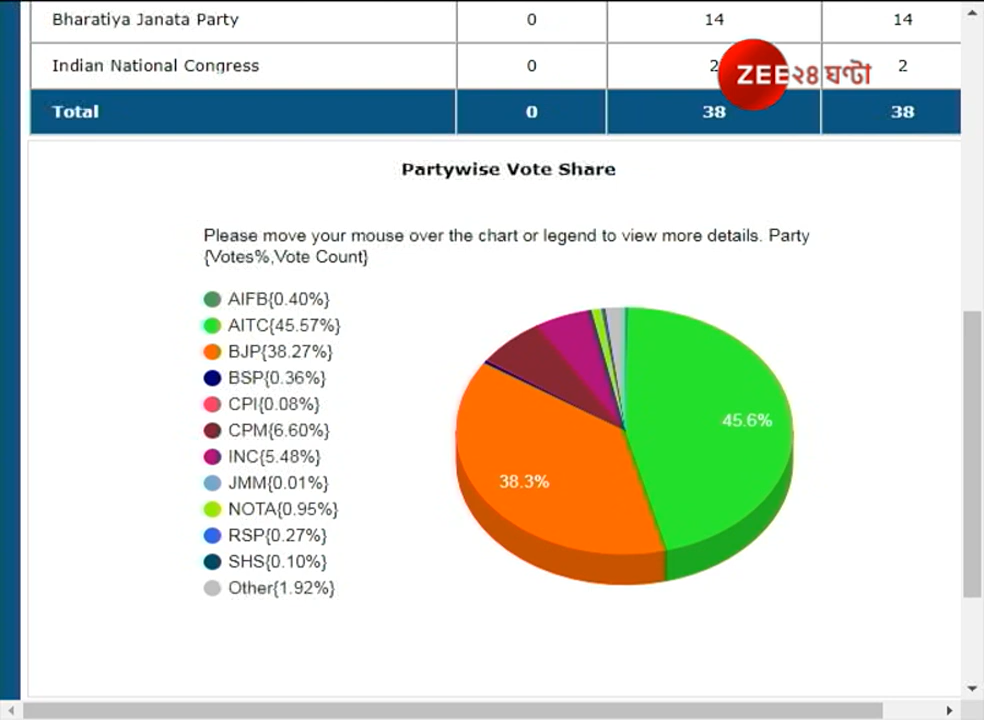 Bharatiya Janata Party 0 14 14
Indian National Congress 0 2 2
ZEE ২৪ ঘণ্টা
Total 0 38 38
Partywise Vote Share
Please move your mouse over the chart or legend to view more details. Party
{Votes%,Vote Count}
AIFB{0.40%}
AITC{45.57%}
BJP{38.27%}
BSP{0.36%}
CPI{0.08%}
CPM{6.60%}
INC{5.48%}
JMM{0.01%}
NOTA{0.95%}
RSP{0.27%}
SHS{0.10%}
Other{1.92%}
45.6%
38.3%